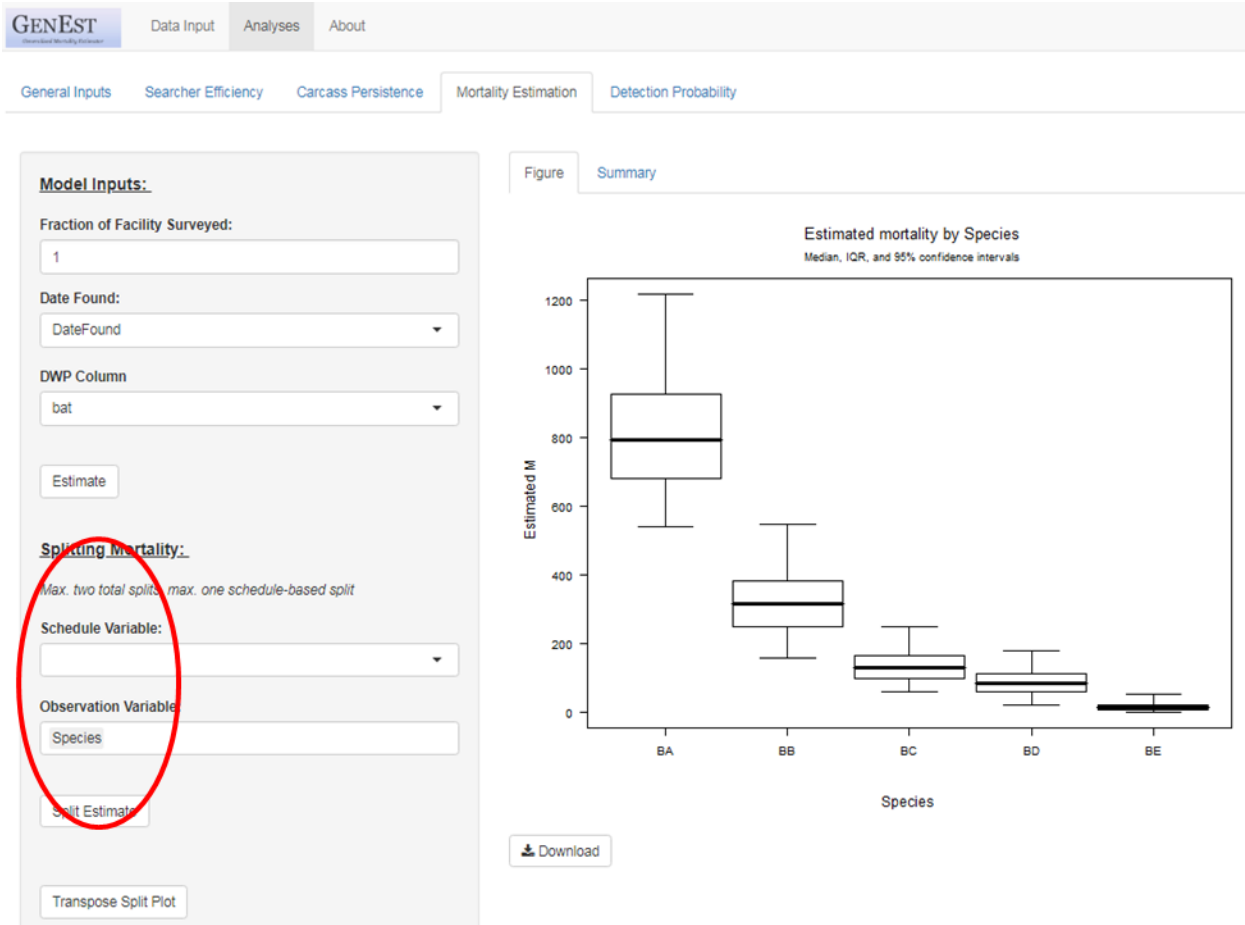 GENEST
Generalized Mortality Estimator
Data Input
Analyses
About
General Inputs
Searcher Efficiency
Carcass Persistence
Mortality Estimation
Detection Probability
Model Inputs:
Fraction of Facility Surveyed:
1
Date Found:
DateFound
DWP Column
bat
Estimate
Splitting Mortality:
Max. two total splits, max. one schedule-based split
Schedule Variable:
Observation Variable:
Species
Split Estimate
Transpose Split Plot
Figure
Summary
Estimated mortality by Species
Median, IQR, and 95% confidence intervals
Estimated M
1200
1000
800
600
400
200
0
BA
BB
BC
BD
BE
Species
Download